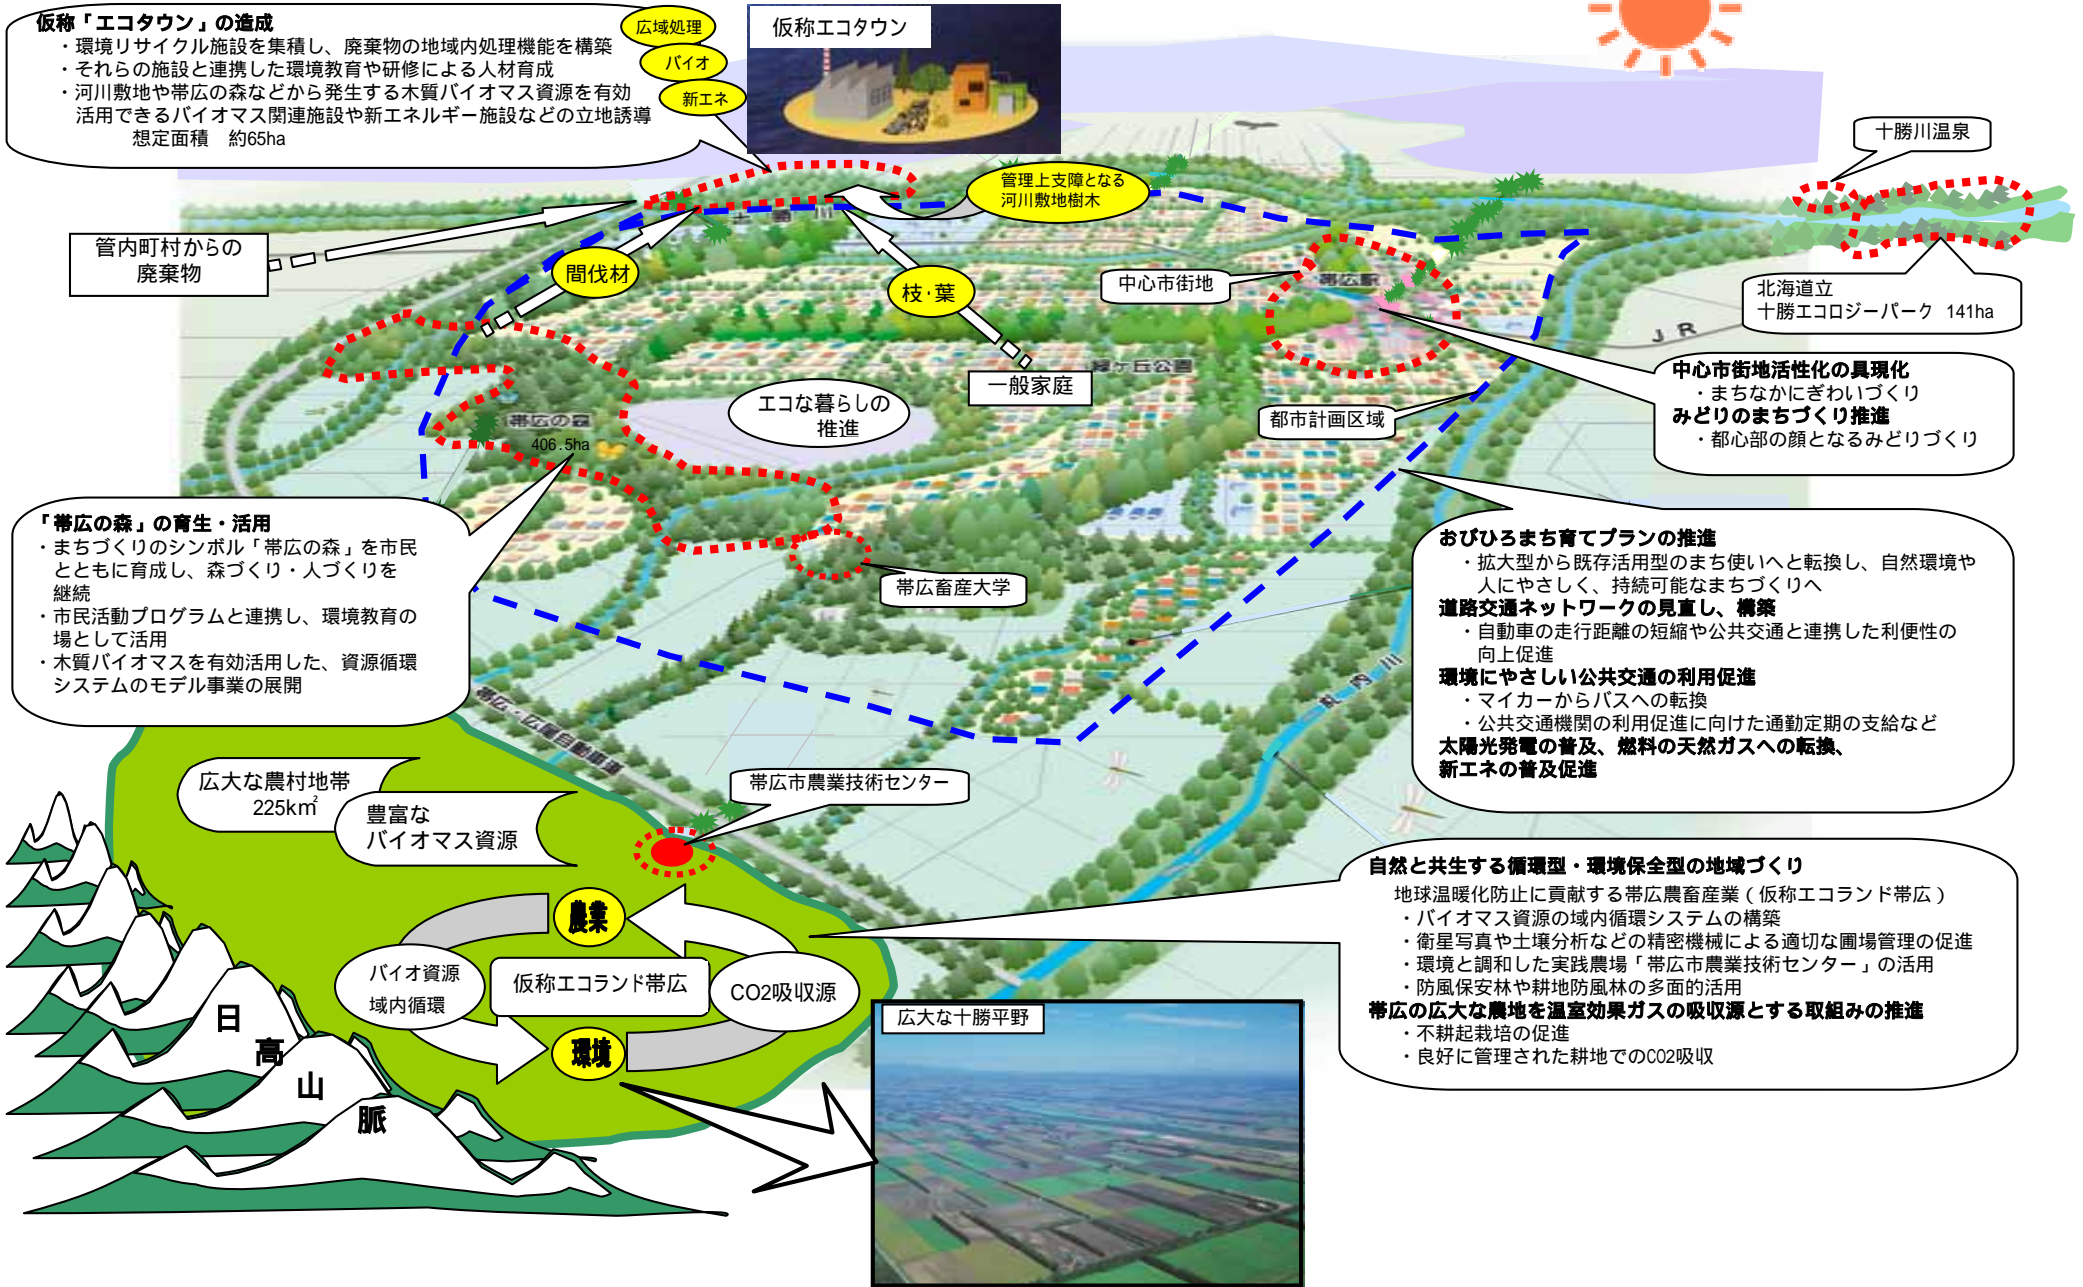 仮称「エコタウン」の造成
・環境リサイクル施設を集積し、廃棄物の地域内処理機能を構築
・それらの施設と連携した環境教育や研修による人材育成
・河川敷地や帯広の森などから発生する木質バイオマス資源を有効
活用できるバイオマス関連施設や新エネルギー施設などの立地誘導
想定面積 約65ha
広域処理
バイオ
新エネ
仮称エコタウン
十勝川温泉
管理上支障となる
河川敷地樹木
十勝川
管内町村からの
廃棄物
間伐材
枝・葉
中心市街地
帯広駅
北海道立
十勝エコロジーパーク 141ha
JR
緑ヶ丘公園
一般家庭
エコな暮らしの
推進
都市計画区域
中心市街地活性化の具現化
・まちなかにぎわいづくり
みどりのまちづくり推進
・都心部の顔となるみどりづくり
帯広の森
406.5ha
「帯広の森」の育生・活用
・まちづくりのシンボル「帯広の森」を市民
とともに育成し、森づくり・人づくりを
継続
・市民活動プログラムと連携し、環境教育の
場として活用
・木質バイオマスを有効活用した、資源循環
システムのモデル事業の展開
帯広畜産大学
おびひろまち育てプランの推進
・拡大型から既存活用型のまち使いへと転換し、自然環境や
人にやさしく、持続可能なまちづくりへ
道路交通ネットワークの見直し、構築
・自動車の走行距離の短縮や公共交通と連携した利便性の
向上促進
環境にやさしい公共交通の利用促進
・マイカーからバスへの転換
・公共交通機関の利用促進に向けた通勤定期の支給など
太陽光発電の普及、燃料の天然ガスへの転換、
新エネの普及促進
札内川
帯広・広尾自動車道
広大な農村地帯
225km²
豊富な
バイオマス資源
帯広市農業技術センター
農業
バイオ資源
域内循環
仮称エコランド帯広
CO2吸収源
環境
日高山脈
広大な十勝平野
自然と共生する循環型・環境保全型の地域づくり
地球温暖化防止に貢献する帯広農畜産業(仮称エコランド帯広)
・バイオマス資源の域内循環システムの構築
・衛星写真や土壌分析などの精密機械による適切な圃場管理の促進
・環境と調和した実践農場「帯広市農業技術センター」の活用
・防風保安林や耕地防風林の多面的活用
帯広の広大な農地を温室効果ガスの吸収源とする取組みの推進
・不耕起栽培の促進
・良好に管理された耕地でのCO2吸収